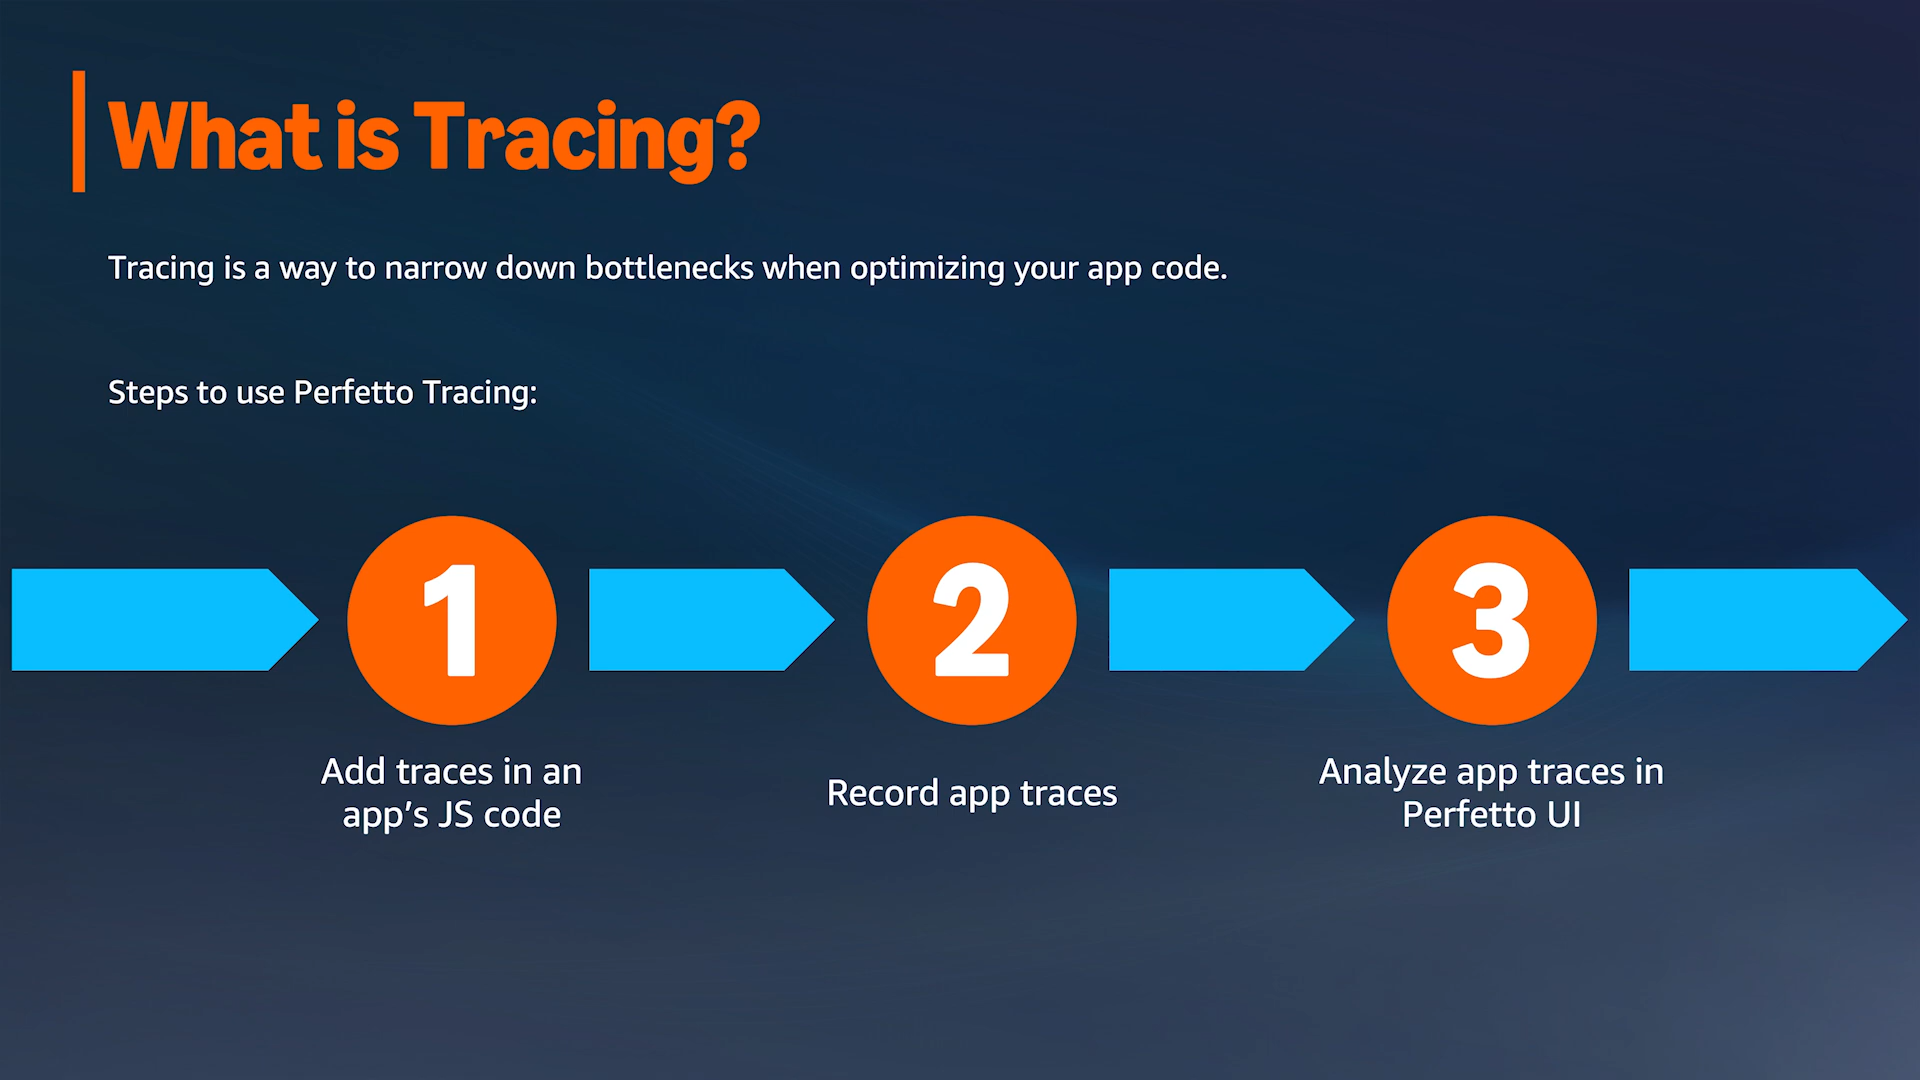 What is Tracing?
Tracing is a way to narrow down bottlenecks when optimizing your app code.
Steps to use Perfetto Tracing:
1
2
3
Add traces in an
app’s JS code
Record app traces
Analyze app traces in
Perfetto UI